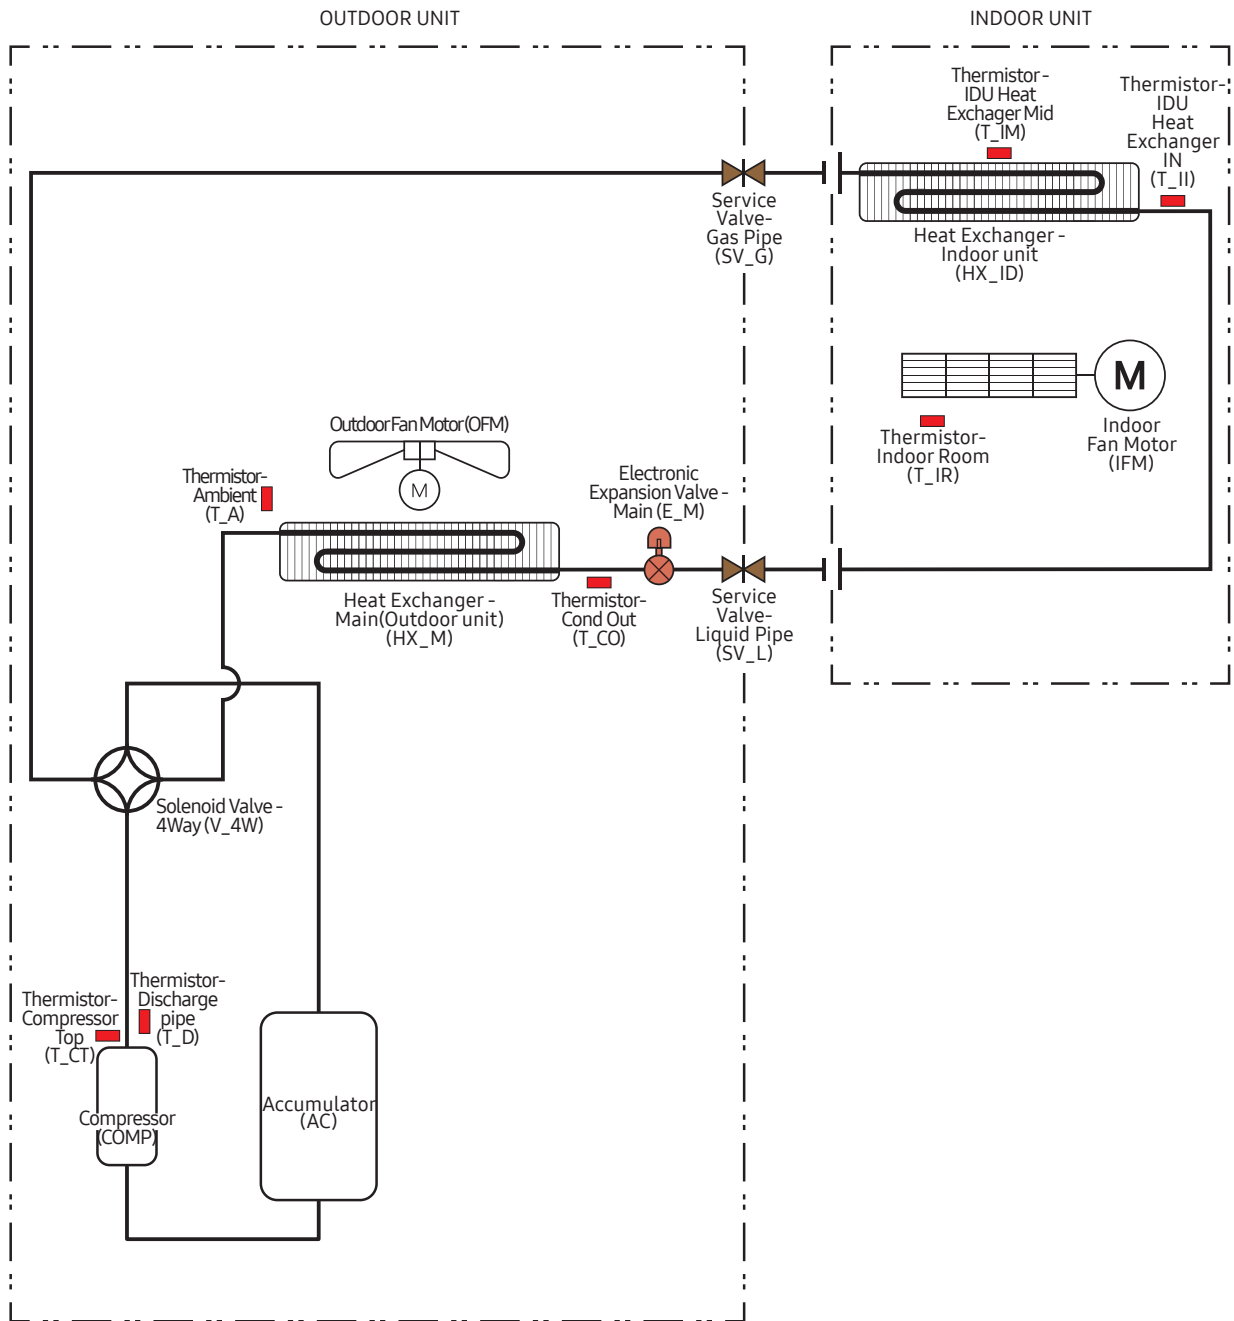 OUTDOOR UNIT
INDOOR UNIT
Thermistor-
IDU Heat
Exchager Mid
(T_IM)
Thermistor-
IDU
Heat
Exchanger
IN
(T_II)
Service
Valve-
Gas Pipe
(SV_G)
Heat Exchanger -
Indoor unit
(HX_ID)
M
Indoor
Fan Motor
(IFM)
Thermistor-
Indoor Room
(T_IR)
Outdoor Fan Motor(OFM)
M
Thermistor-
Ambient
(T_A)
Electronic
Expansion Valve -
Main (E_M)
Heat Exchanger -
Main(Outdoor unit)
(HX_M)
Thermistor-
Cond Out
(T_CO)
Service
Valve-
Liquid Pipe
(SV_L)
Solenoid Valve -
4Way (V_4W)
Thermistor-
Discharge
pipe
(T_D)
Thermistor-
Compressor
Top
(T_CT)
Compressor
(COMP)
Accumulator
(AC)